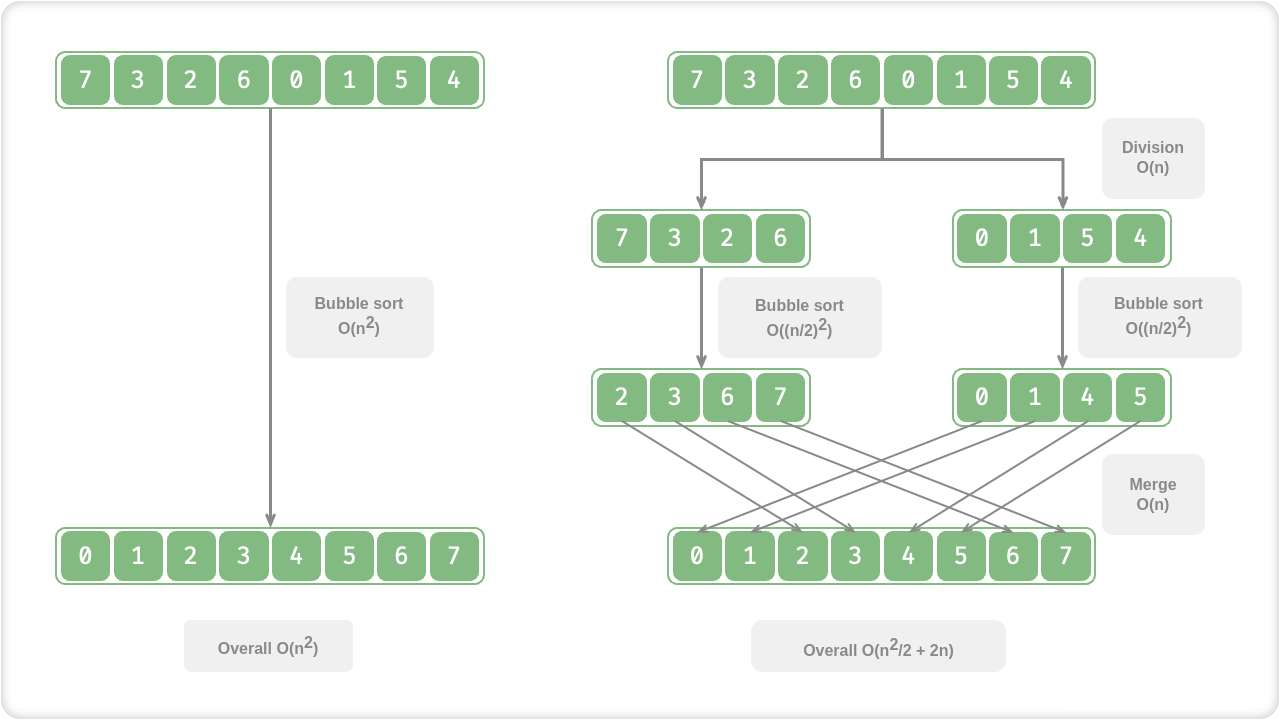 7 3 2 6 0 1 5 4
Bubble sort
O(n²)
0 1 2 3 4 5 6 7
Overall O(n²)
7 3 2 6 0 1 5 4
Division
O(n)
7 3 2 6
0 1 5 4
Bubble sort
O((n/2)²)
Bubble sort
O((n/2)²)
2 3 6 7
0 1 4 5
Merge
O(n)
0 1 2 3 4 5 6 7
Overall O(n²/2 + 2n)